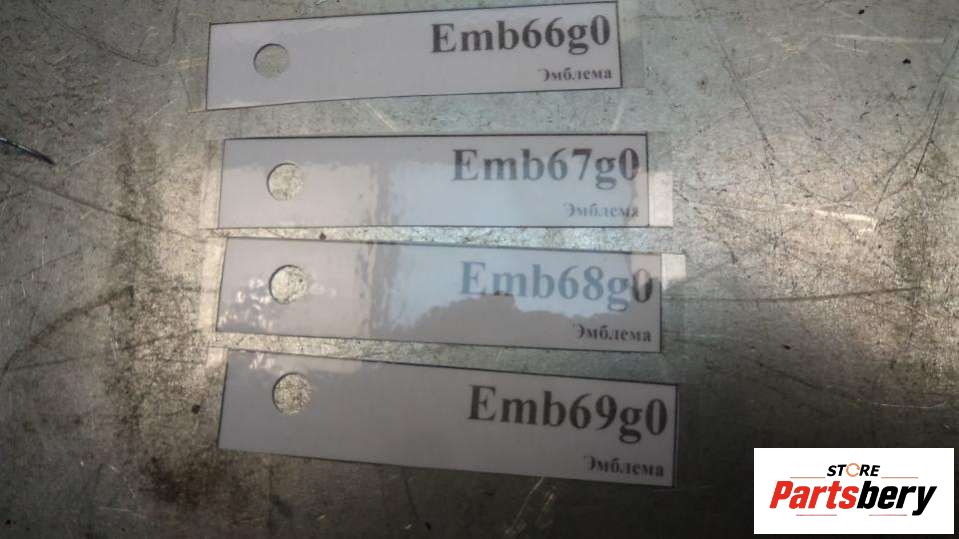 Emb66g0
Эмблема
Emb67g0
Эмблема
Emb68g0
Эмблема
Emb69g0
Эмблема
STORE
Partsbery